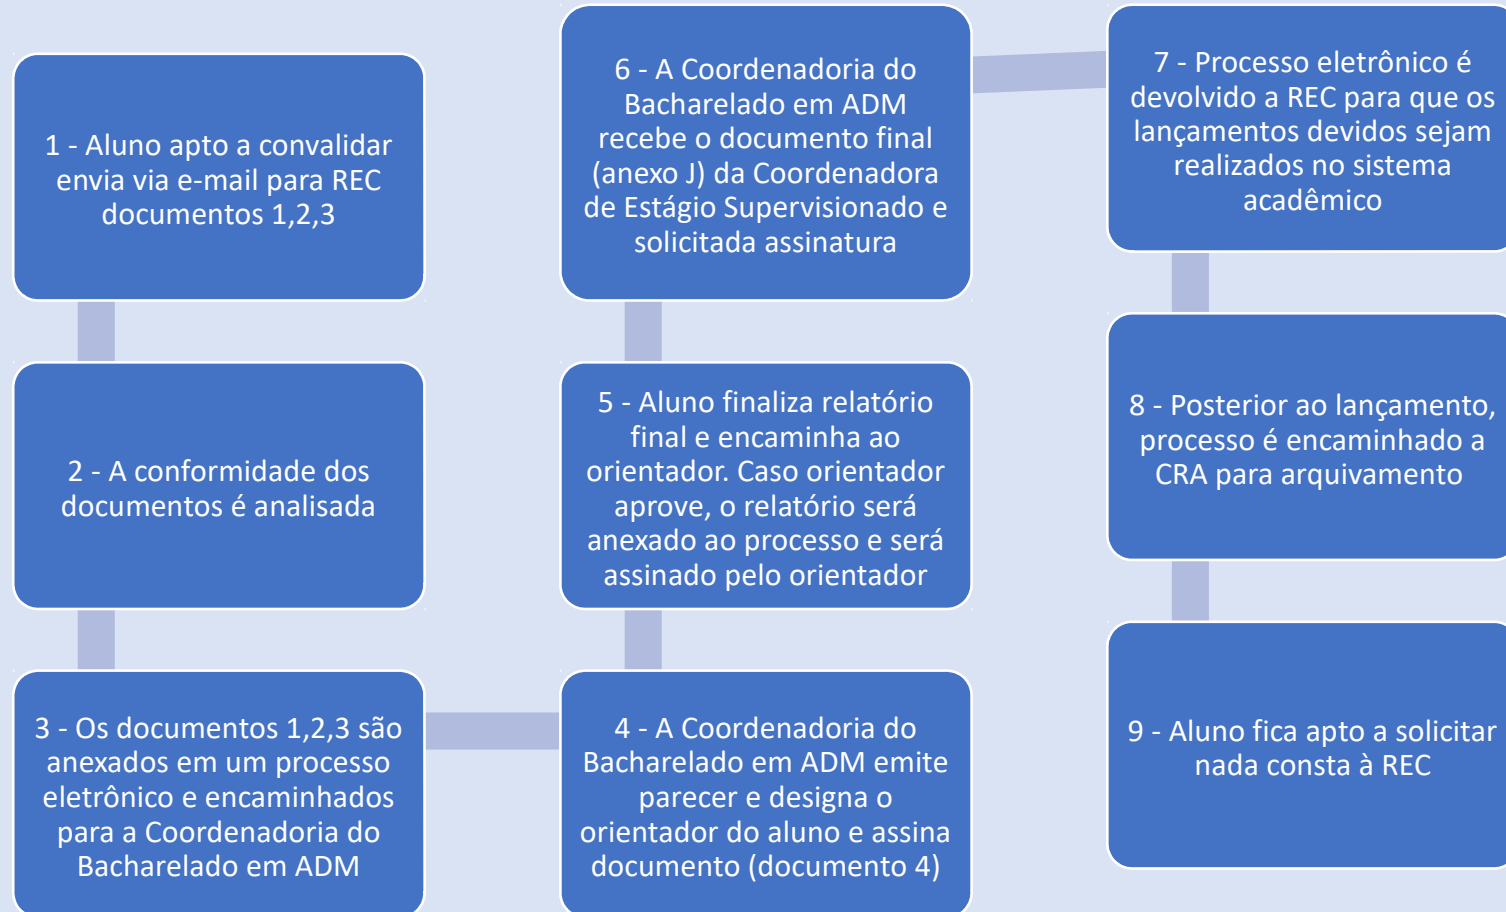 1 - Aluno apto a convalidar
envia via e-mail para REC
documentos 1,2,3
2 - A conformidade dos
documentos é analisada
3 - Os documentos 1,2,3 são
anexados em um processo
eletrônico e encaminhados
para a Coordenadoria do
Bacharelado em ADM
4 - A Coordenadoria do
Bacharelado em ADM emite
parecer e designa o
orientador do aluno e assina
documento (documento 4)
5 - Aluno finaliza relatório
final e encaminha ao
orientador. Caso orientador
aprove, o relatório será
anexado ao processo e será
assinado pelo orientador
6 - A Coordenadoria do
Bacharelado em ADM
recebe o documento final
(anexo J) da Coordenadora
de Estágio Supervisionado e
solicitada assinatura
7 - Processo eletrônico é
devolvido a REC para que os
lançamentos devidos sejam
realizados no sistema
acadêmico
8 - Posterior ao lançamento,
processo é encaminhado a
CRA para arquivamento
9 - Aluno fica apto a solicitar
nada consta à REC